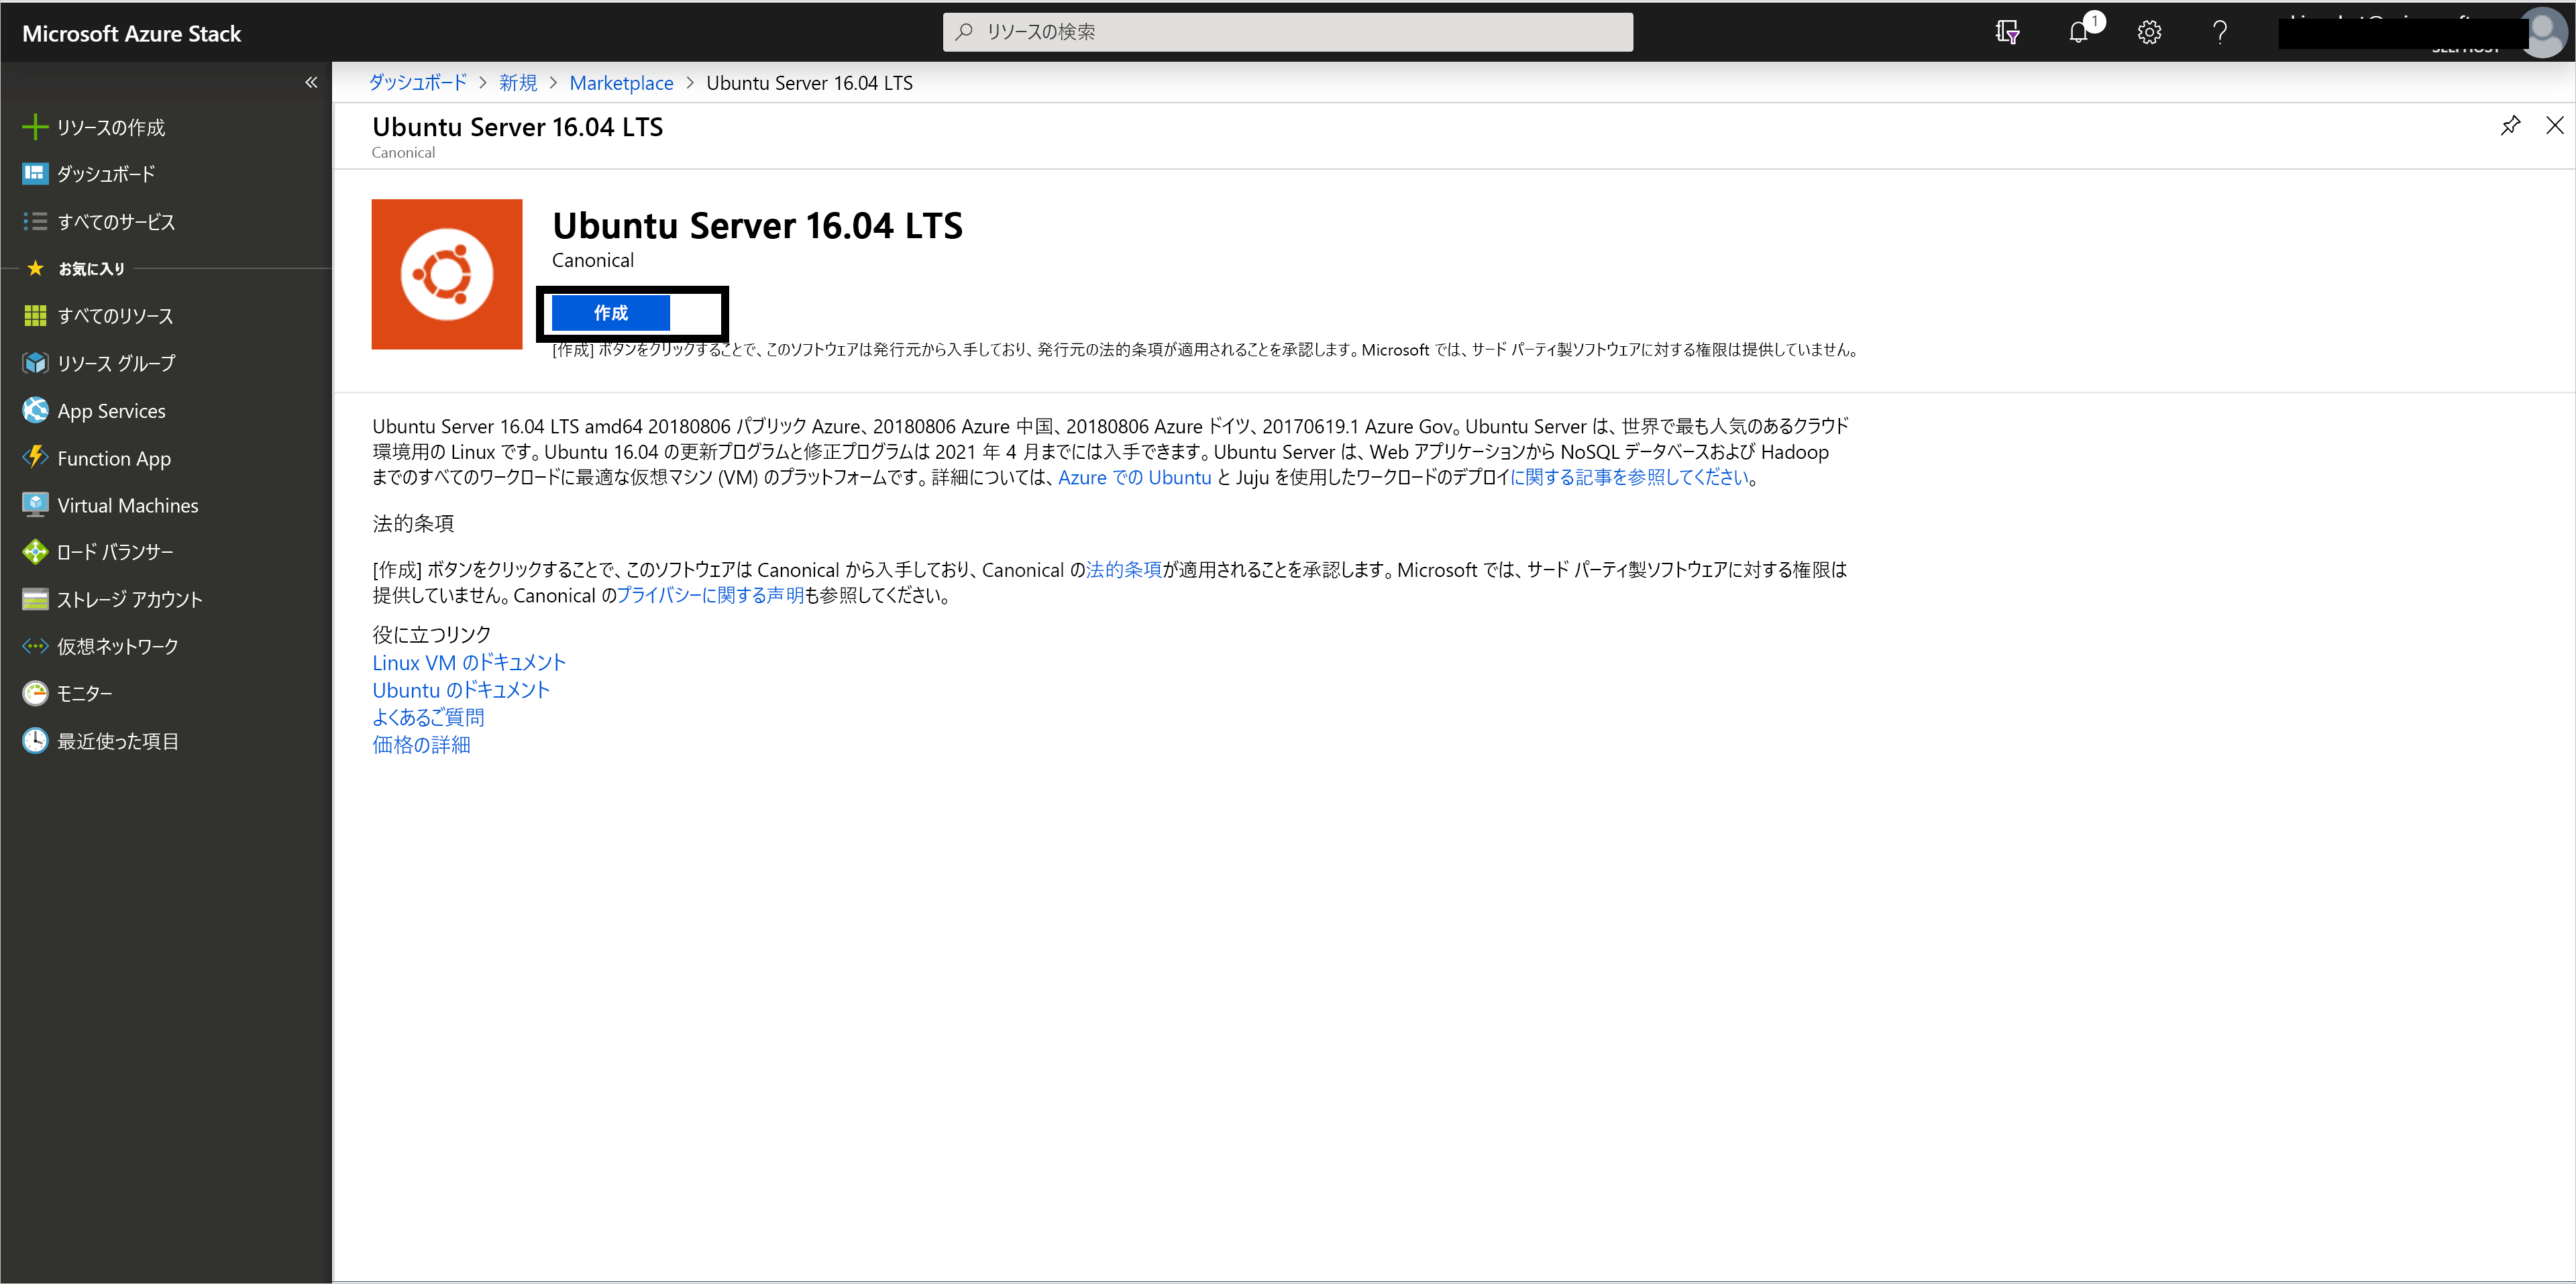 Microsoft Azure Stack
リソースの検索
1
ダッシュボード > 新規 > Marketplace > Ubuntu Server 16.04 LTS
リソースの作成
ダッシュボード
すべてのサービス
お気に入り
すべてのリソース
リソース グループ
App Services
Function App
Virtual Machines
ロード バランサー
ストレージ アカウント
仮想ネットワーク
モニター
最近使った項目
Ubuntu Server 16.04 LTS
Canonical
Ubuntu Server 16.04 LTS
Canonical
作成
[作成] ボタンをクリックすることで、このソフトウェアは発行元から入手しており、発行元の法的条項が適用されることを承認します。Microsoft では、サード パーティ製ソフトウェアに対する権限は提供していません。
Ubuntu Server 16.04 LTS amd64 20180806 パブリック Azure、20180806 Azure 中国、20180806 Azure ドイツ、20170619.1 Azure Gov。Ubuntu Server は、世界で最も人気のあるクラウド
環境用の Linux です。Ubuntu 16.04 の更新プログラムと修正プログラムは 2021 年 4 月までには入手できます。Ubuntu Server は、Web アプリケーションから NoSQL データベースおよび Hadoop
までのすべてのワークロードに最適な仮想マシン (VM) のプラットフォームです。詳細については、Azure での Ubuntu と Juju を使用したワークロードのデプロイに関する記事を参照してください。
法的条項
[作成] ボタンをクリックすることで、このソフトウェアは Canonical から入手しており、Canonical の法的条項が適用されることを承認します。Microsoft では、サード パーティ製ソフトウェアに対する権限は
提供していません。Canonical のプライバシーに関する声明も参照してください。
役に立つリンク
Linux VM のドキュメント
Ubuntu のドキュメント
よくあるご質問
価格の詳細